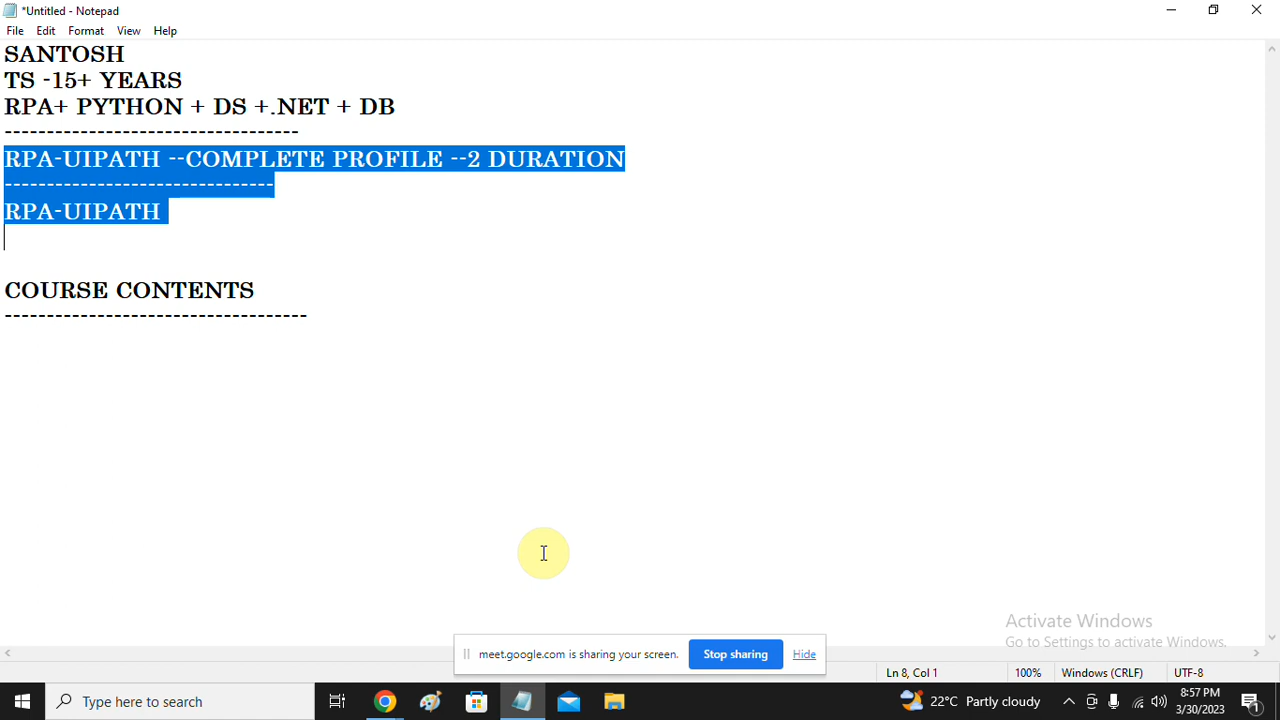 *Untitled - Notepad
File Edit Format View Help
SANTOSH
TS -15+ YEARS
RPA+ PYTHON + DS +.NET + DB
-----------------------------------
RPA-UIPATH --COMPLETE PROFILE --2 DURATION
--------------------------------
RPA-UIPATH
COURSE CONTENTS
------------------------------------
Activate Windows
Go to Settings to activate Windows.
meet.google.com is sharing your screen. Stop sharing Hide
Ln 8, Col 1 100% Windows (CRLF) UTF-8
Type here to search 22°C Partly cloudy 8:57 PM
3/30/2023
1